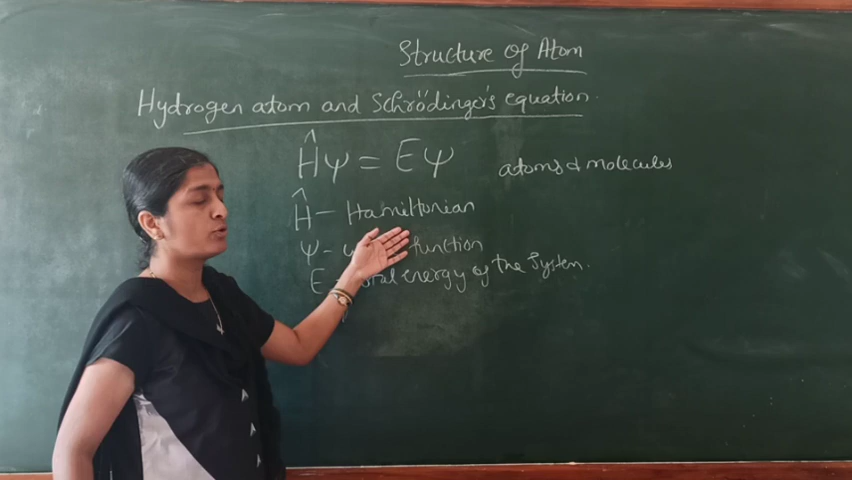 Structure of Atom
Hydrogen atom and Schrödinger's equation.
Ĥψ = Eψ atoms & molecules
Ĥ - Hamiltonian
ψ - function
E energy of the System.